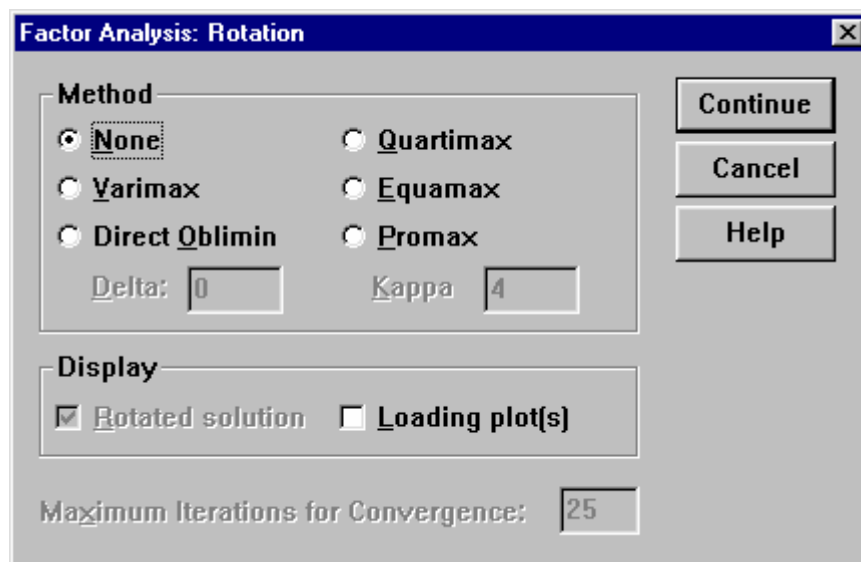 Factor Analysis: Rotation
Method
None
Quartimax
Varimax
Equamax
Direct Oblimin
Promax
Delta: 0
Kappa 4
Display
Rotated solution
Loading plot(s)
Maximum Iterations for Convergence: 25
Continue
Cancel
Help